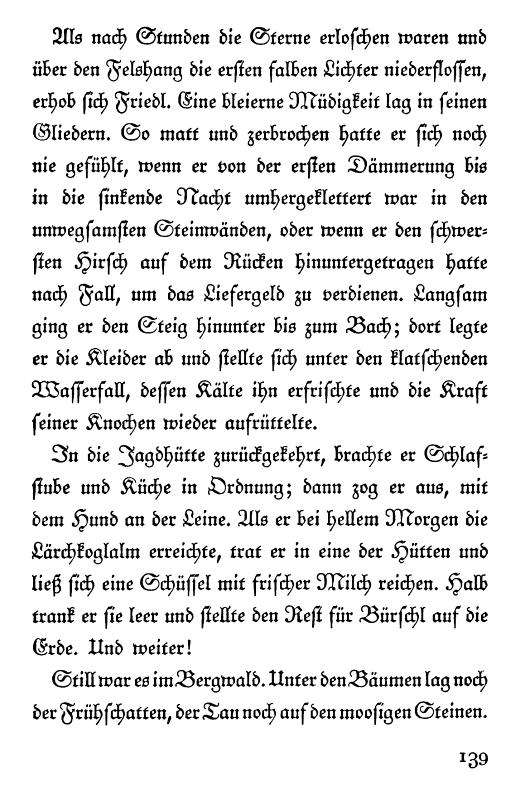 Als nach Stunden die Sterne erloschen waren und
über den Felshang die ersten falben Lichter niederflossen,
erhob sich Friedl. Eine bleierne Müdigkeit lag in seinen
Gliedern. So matt und zerbrochen hatte er sich noch
nie gefühlt, wenn er von der ersten Dämmerung bis
in die sinkende Nacht umhergeklettert war in den
unwegsamsten Steinwänden, oder wenn er den schwer-
sten Hirsch auf dem Rücken hinuntergetragen hatte
nach Fall, um das Liefergeld zu verdienen. Langsam
ging er den Steig hinunter bis zum Bach; dort legte
er die Kleider ab und stellte sich unter den klatschenden
Wasserfall, dessen Kälte ihn erfrischte und die Kraft
seiner Knochen wieder aufrüttelte.
In die Jagdhütte zurückgekehrt, brachte er Schlaf-
stube und Küche in Ordnung; dann zog er aus, mit
dem Hund an der Leine. Als er bei hellem Morgen die
Lärchkoglalm erreichte, trat er in eine der Hütten und
ließ sich eine Schüssel mit frischer Milch reichen. Halb
trank er sie leer und stellte den Rest für Bürschl auf die
Erde. Und weiter!
Still war es im Bergwald. Unter den Bäumen lag noch
der Frühschatten, der Tau noch auf den moosigen Steinen.
139